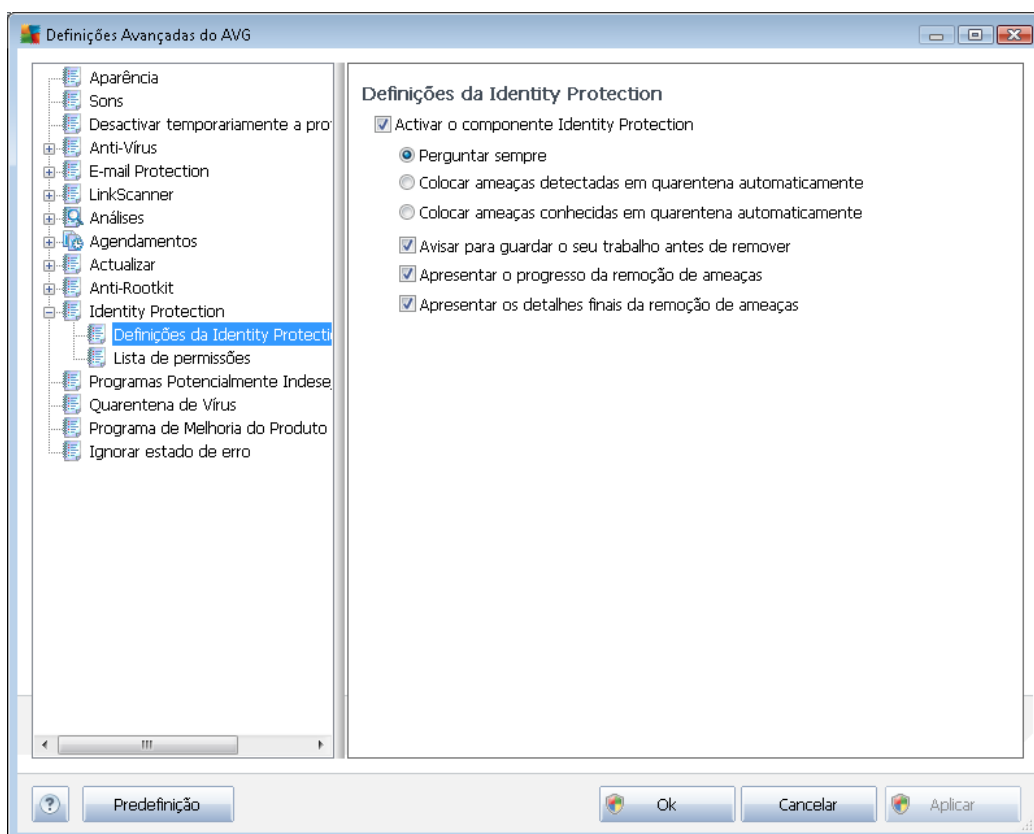 Definições Avançadas do AVG
Aparência
Sons
Desactivar temporariamente a pro
Anti-Vírus
E-mail Protection
LinkScanner
Análises
Agendamentos
Actualizar
Anti-Rootkit
Identity Protection
Definições da Identity Protecti
Lista de permissões
Programas Potencialmente Indese
Quarentena de Vírus
Programa de Melhoria do Produto
Ignorar estado de erro
Definições da Identity Protection
Activar o componente Identity Protection
Perguntar sempre
Colocar ameaças detectadas em quarentena automaticamente
Colocar ameaças conhecidas em quarentena automaticamente
Avisar para guardar o seu trabalho antes de remover
Apresentar o progresso da remoção de ameaças
Apresentar os detalhes finais da remoção de ameaças
?
Predefinição
Ok
Cancelar
Aplicar